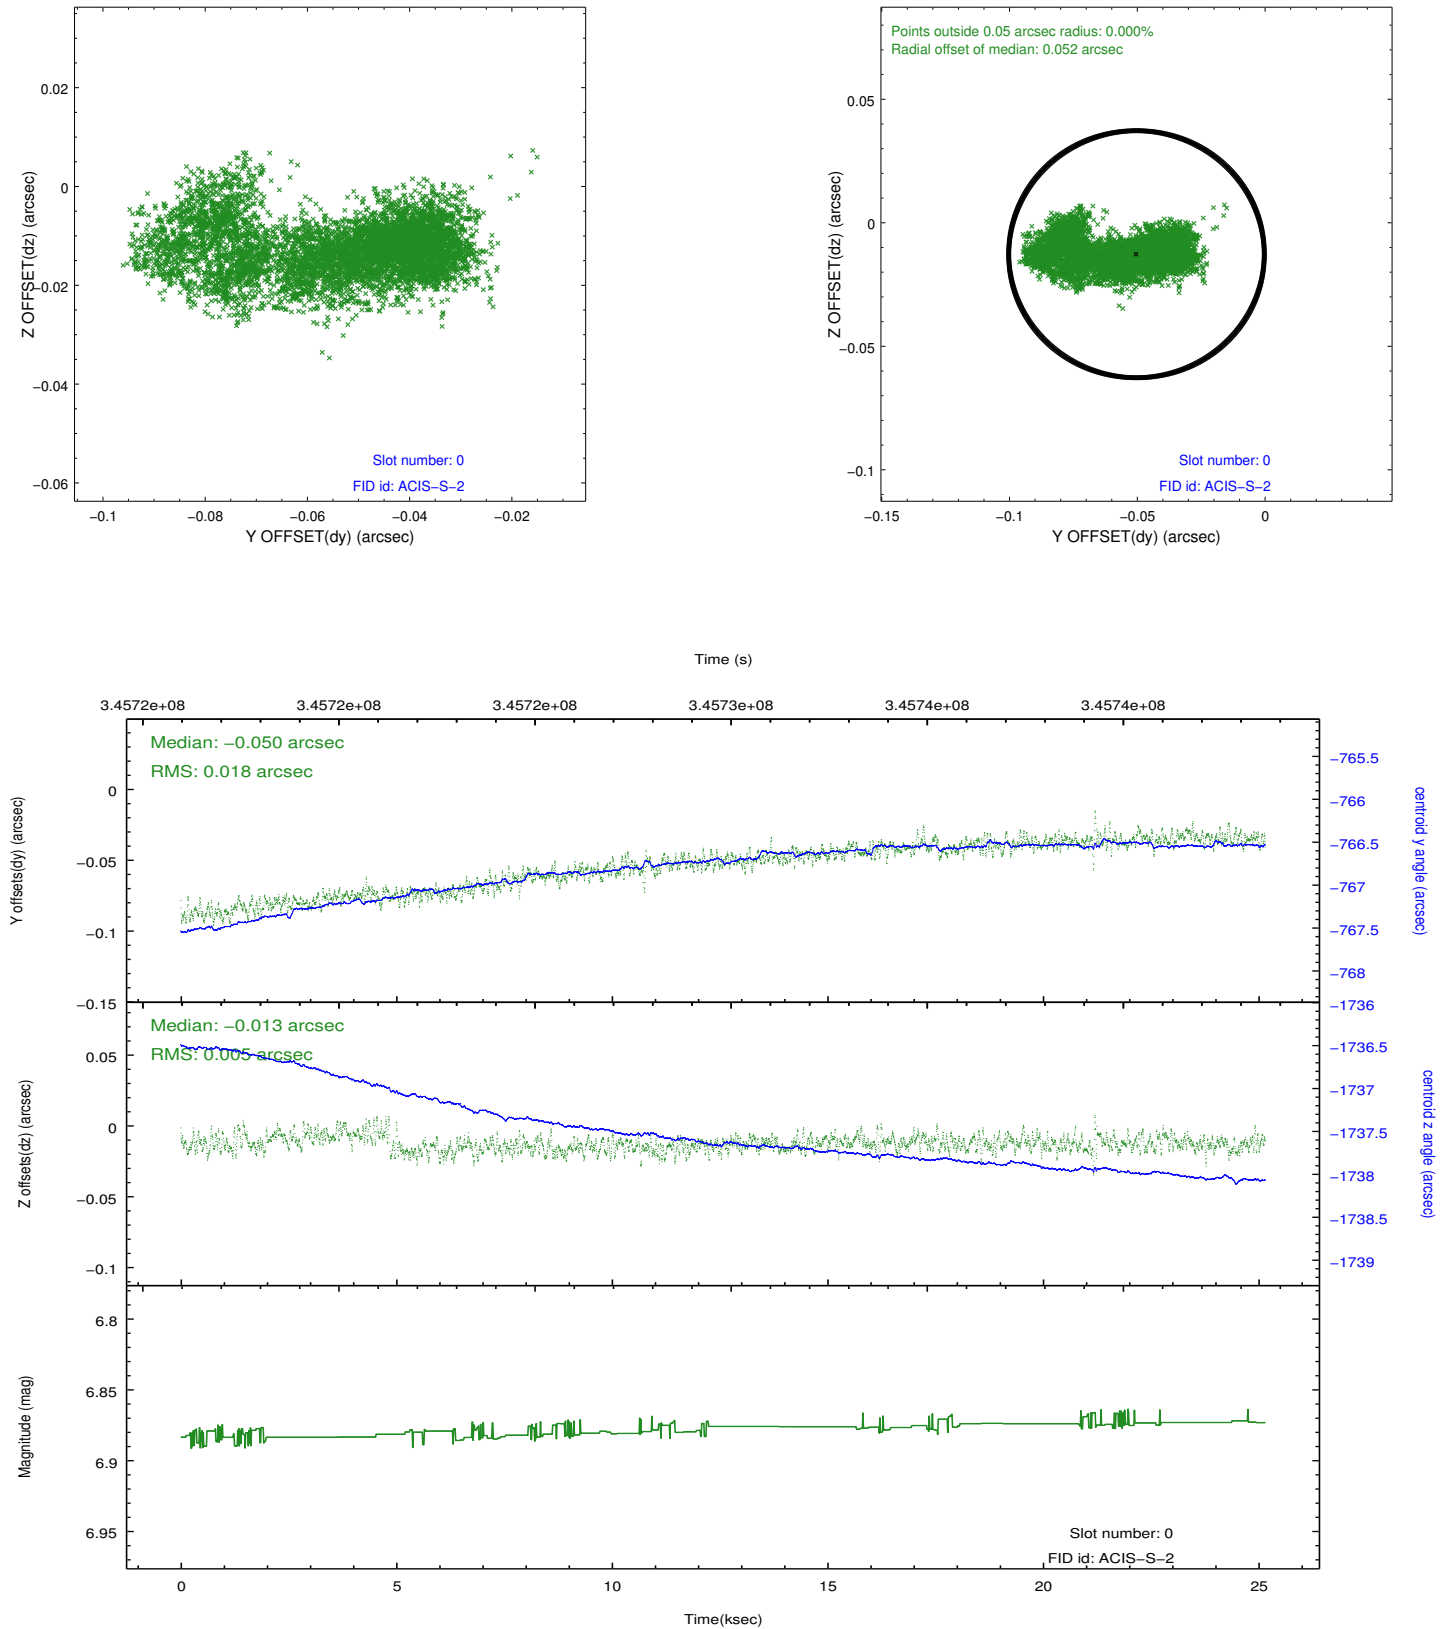 0.02
0
−0.02
−0.04
−0.06
Z OFFSET(dz) (arcsec)
Slot number: 0
FID id: ACIS−S−2
−0.1
−0.08
−0.06
−0.04
−0.02
Y OFFSET(dy) (arcsec)
Points outside 0.05 arcsec radius: 0.000%
Radial offset of median: 0.052 arcsec
0.05
0
−0.05
−0.1
Z OFFSET(dz) (arcsec)
Slot number: 0
FID id: ACIS−S−2
−0.15
−0.1
−0.05
0
Y OFFSET(dy) (arcsec)
Time (s)
3.4572e+08
3.4572e+08
3.4572e+08
3.4573e+08
3.4574e+08
3.4574e+08
Median: −0.050 arcsec
RMS: 0.018 arcsec
0
−0.05
−0.1
−0.15
Y offsets(dy) (arcsec)
−765.5
−766
−766.5
−767
−767.5
−768
centroid y angle (arcsec)
Median: −0.013 arcsec
RMS: 0.005 arcsec
0.05
0
−0.05
−0.1
Z offsets(dz) (arcsec)
−1736
−1736.5
−1737
−1737.5
−1738
−1738.5
−1739
centroid z angle (arcsec)
6.8
6.85
6.9
6.95
Magnitude (mag)
Slot number: 0
FID id: ACIS−S−2
0
5
10
15
20
25
Time(ksec)